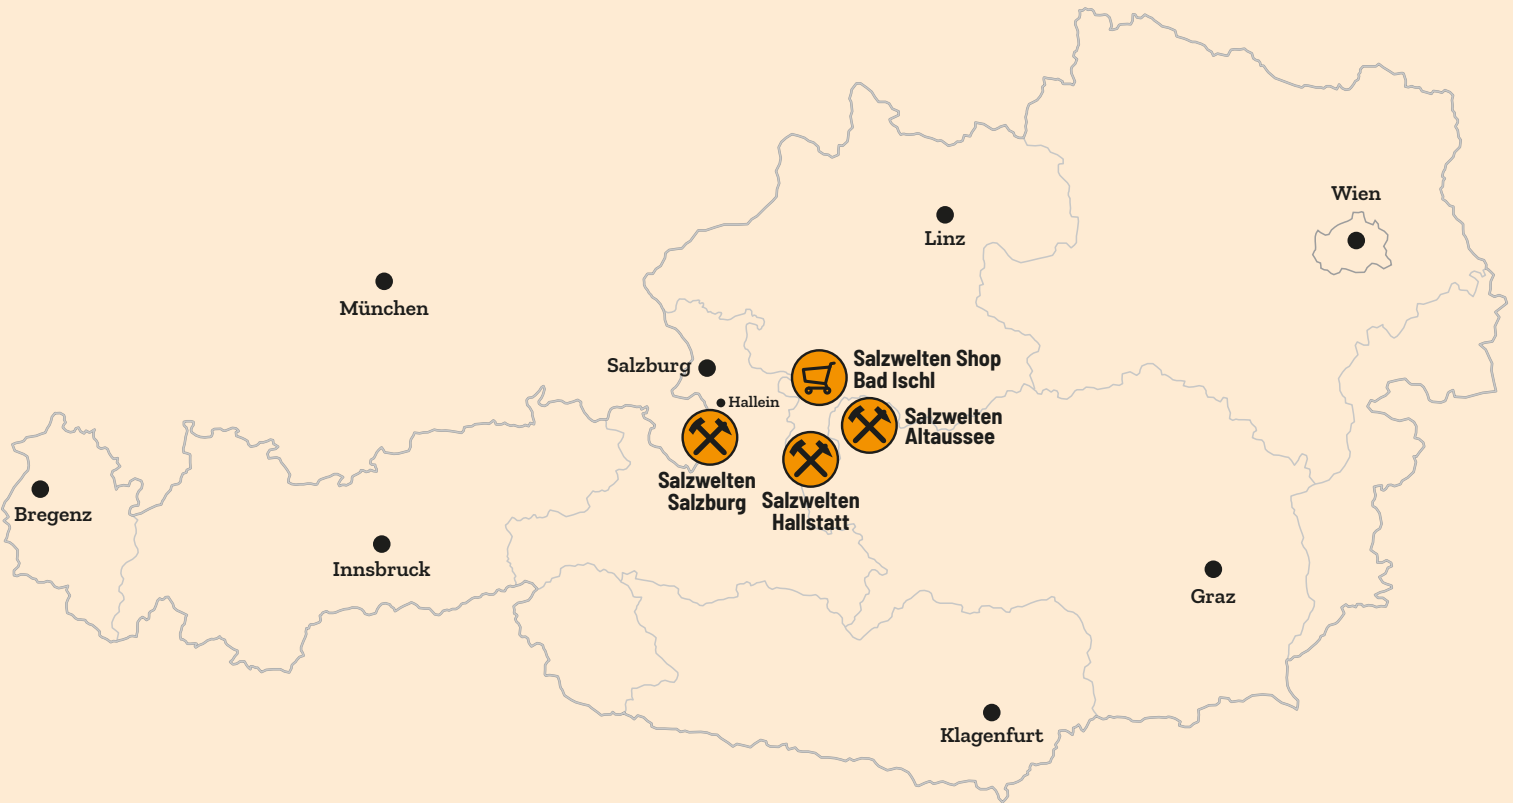 Wien
Linz
München
Salzburg
Salzwelten Shop
Bad Ischl
Hallein
Salzwelten
Altaussee
Salzwelten
Salzburg
Salzwelten
Hallstatt
Bregenz
Innsbruck
Graz
Klagenfurt